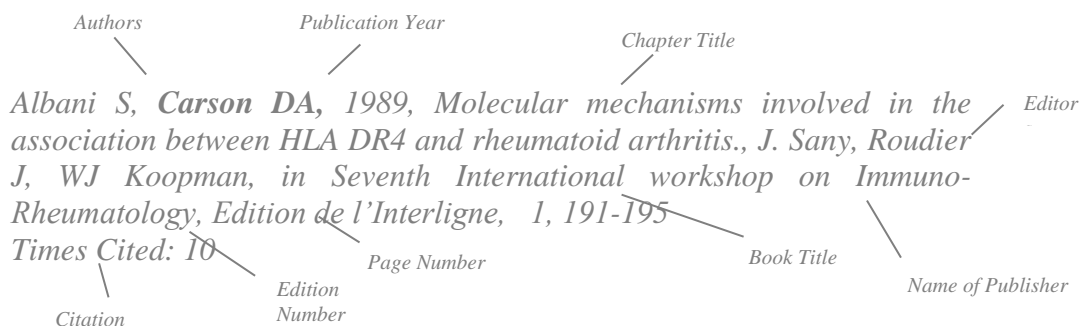 Authors
Publication Year
Chapter Title
Albani S, Carson DA, 1989, Molecular mechanisms involved in the
Editor
association between HLA DR4 and rheumatoid arthritis., J. Sany, Roudier
J, WJ Koopman, in Seventh International workshop on Immuno-
Rheumatology, Edition de l’Interligne, 1, 191-195
Times Cited: 10
Page Number
Book Title
Edition
Number
Name of Publisher
Citation